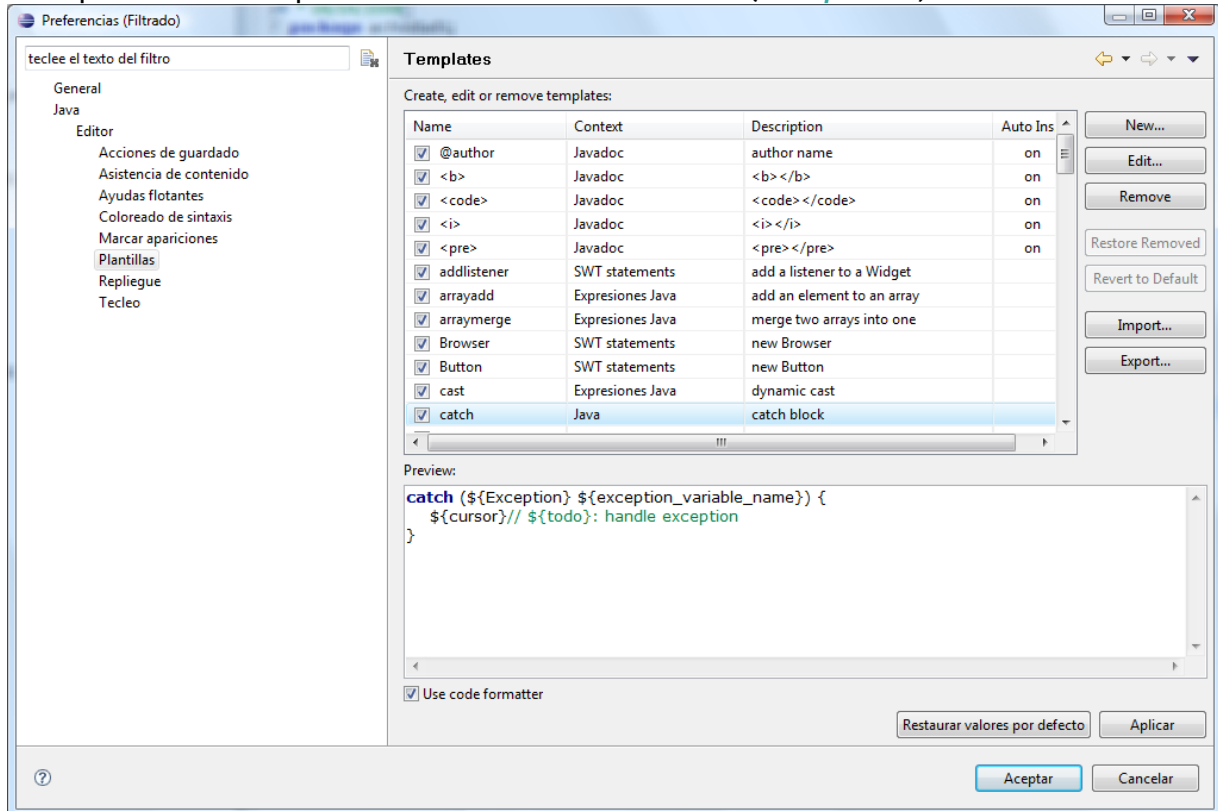 Preferencias (Filtrado)
teclee el texto del filtro
General
Java
Editor
Acciones de guardado
Asistencia de contenido
Ayudas flotantes
Coloreado de sintaxis
Marcar apariciones
Plantillas
Repliegue
Tecleo
Templates
Create, edit or remove templates:
Name Context Description Auto Ins
@author Javadoc author name on
<b> Javadoc <b></b> on
<code> Javadoc <code></code> on
<i> Javadoc <i></i> on
<pre> Javadoc <pre></pre> on
addlistener SWT statements add a listener to a Widget
arrayadd Expresiones Java add an element to an array
arraymerge Expresiones Java merge two arrays into one
Browser SWT statements new Browser
Button SWT statements new Button
cast Expresiones Java dynamic cast
catch Java catch block
New...
Edit...
Remove
Restore Removed
Revert to Default
Import...
Export...
Preview:
catch (${Exception} ${exception_variable_name}) {
${cursor}// ${todo}: handle exception
}
Use code formatter
Restaurar valores por defecto Aplicar
Aceptar Cancelar